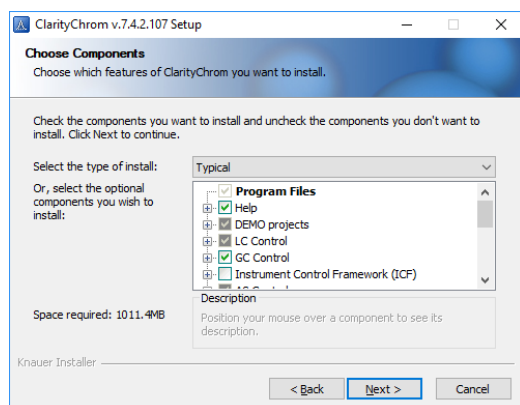 ClarityChrom v.7.4.2.107 Setup
Choose Components
Choose which features of ClarityChrom you want to install.
Check the components you want to install and uncheck the components you don't want to
install. Click Next to continue.
Select the type of install:
Typical
Or, select the optional
components you wish to
install:
Program Files
Help
DEMO projects
LC Control
GC Control
Instrument Control Framework (ICF)
Space required: 1011.4MB
Description
Position your mouse over a component to see its
description.
Knauer Installer
< Back
Next >
Cancel